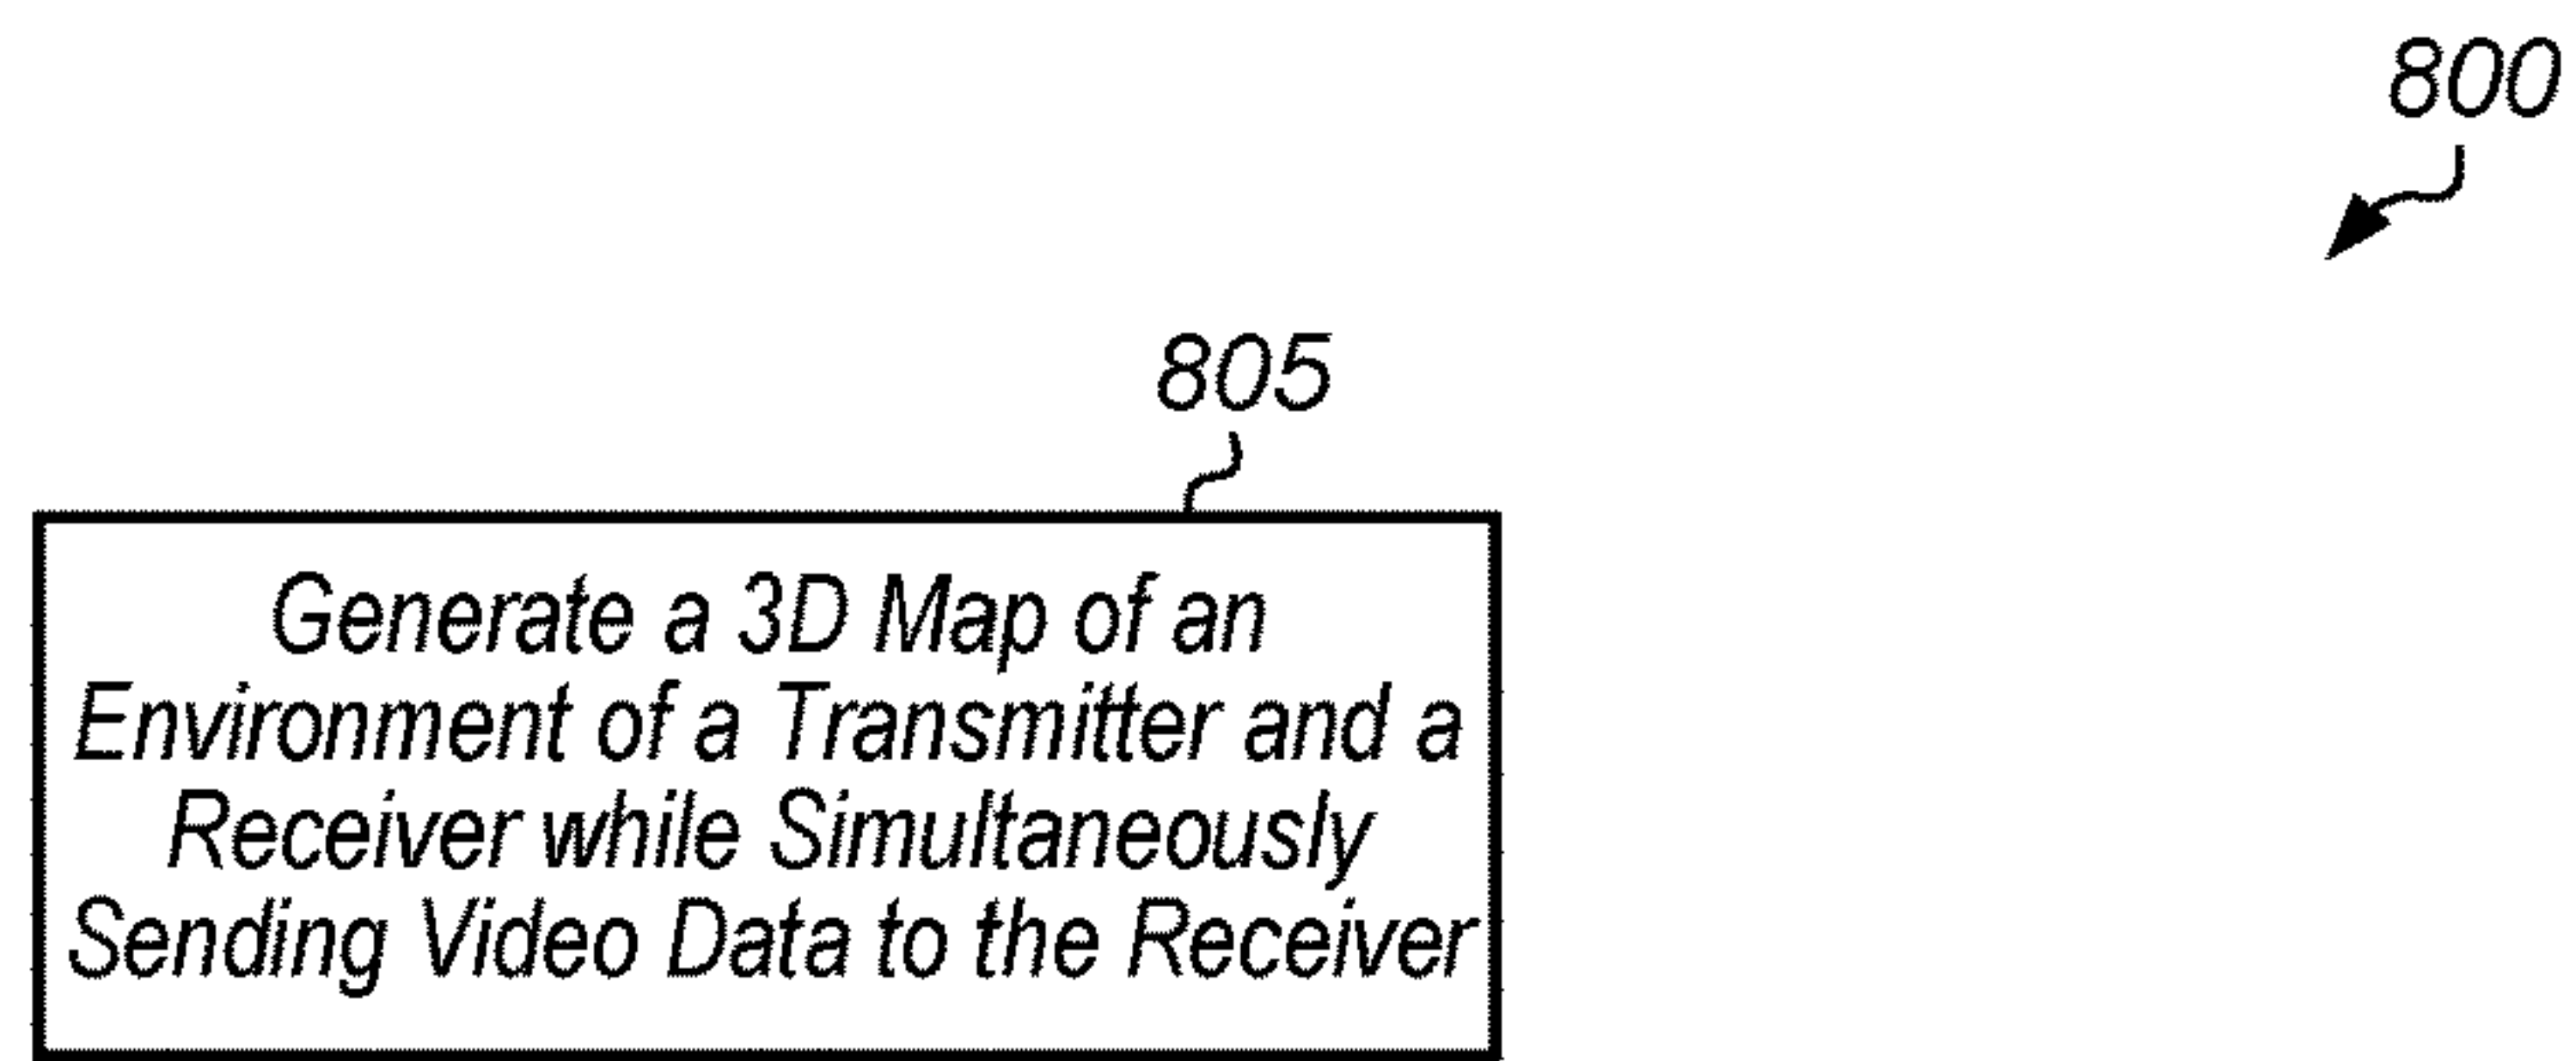 800
805
Generate a 3D Map of an
Environment of a Transmitter and a
Receiver while Simultaneously
Sending Video Data to the Receiver